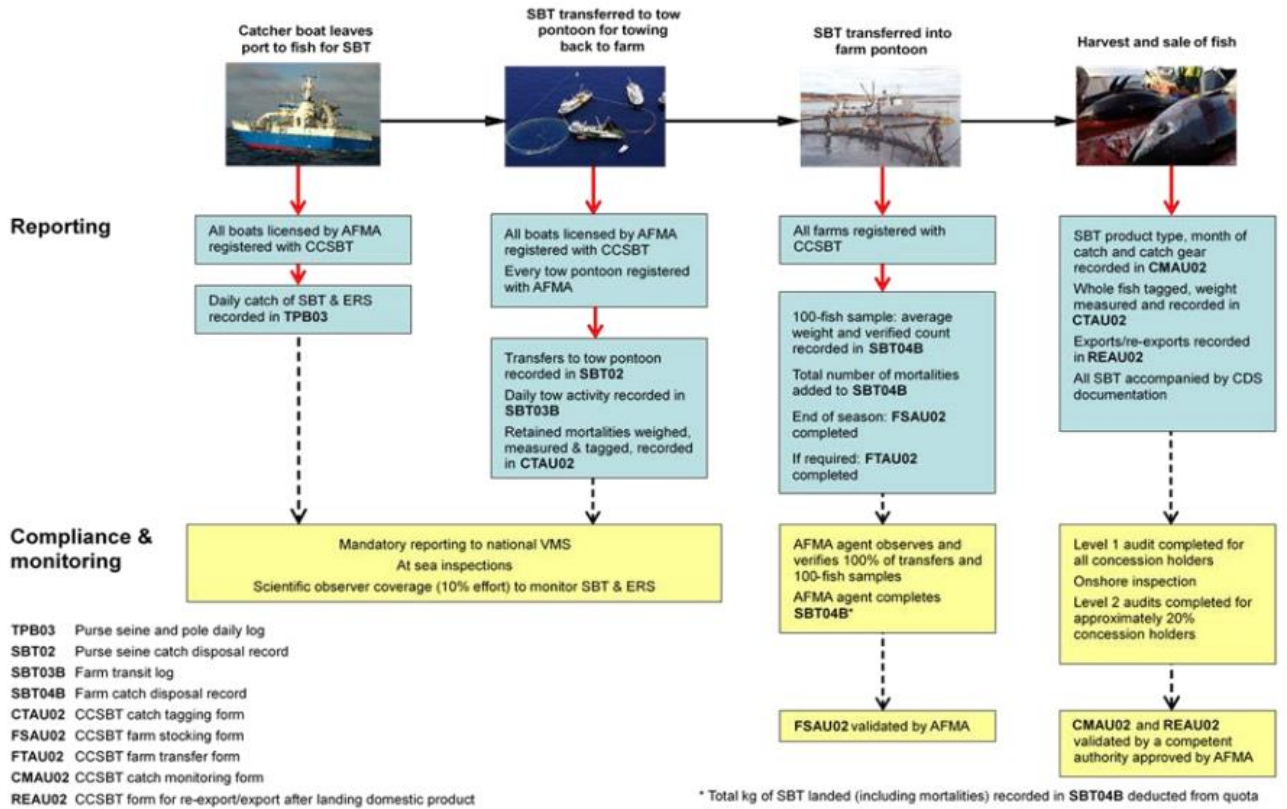 Catcher boat leaves
port to fish for SBT
SBT transferred to tow
pontoon for towing
back to farm
SBT transferred into
farm pontoon
Harvest and sale of fish
Reporting
All boats licensed by AFMA
registered with CCSBT
Daily catch of SBT & ERS
recorded in TPB03
All boats licensed by AFMA
registered with CCSBT
Every tow pontoon registered
with AFMA
Transfers to tow pontoon
recorded in SBT02
Daily tow activity recorded in
SBT03B
Retained mortalities weighed,
measured & tagged, recorded
in CTAU02
All farms registered with
CCSBT
100-fish sample: average
weight and verified count
recorded in SBT04B
Total number of mortalities
added to SBT04B
End of season: FSAU02
completed
If required: FTAU02
completed
SBT product type, month of
catch and catch gear
recorded in CMAU02
Whole fish tagged, weight
measured and recorded in
CTAU02
Exports/re-exports recorded
in REAU02
All SBT accompanied by CDS
documentation
Compliance &
monitoring
Mandatory reporting to national VMS
At sea inspections
Scientific observer coverage (10% effort) to monitor SBT & ERS
AFMA agent observes and
verifies 100% of transfers and
100-fish samples
AFMA agent completes
SBT04B*
FSAU02 validated by AFMA
Level 1 audit completed for
all concession holders
Onshore inspection
Level 2 audits completed for
approximately 20%
concession holders
CMAU02 and REAU02
validated by a competent
authority approved by AFMA
TPB03 Purse seine and pole daily log
SBT02 Purse seine catch disposal record
SBT03B Farm transit log
SBT04B Farm catch disposal record
CTAU02 CCSBT catch tagging form
FSAU02 CCSBT farm stocking form
FTAU02 CCSBT farm transfer form
CMAU02 CCSBT catch monitoring form
REAU02 CCSBT form for re-export/export after landing domestic product
* Total kg of SBT landed (including mortalities) recorded in SBT04B deducted from quota